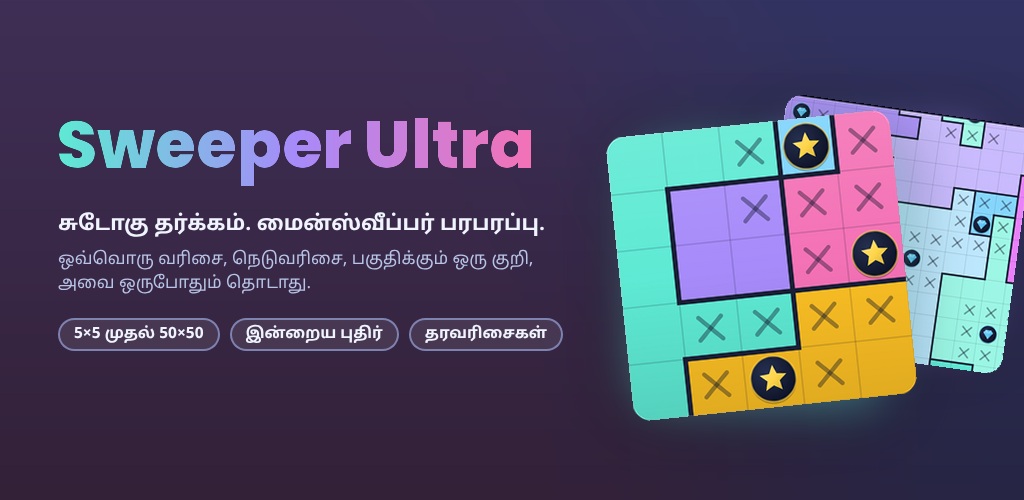 Sweeper Ultra
சுடோகு தர்க்கம். மைன்ஸ்வீப்பர் பரபரப்பு.
ஒவ்வொரு வரிசை, நெடுவரிசை, பகுதிக்கும் ஒரு குறி,
அவை ஒருபோதும் தொடாது.
5×5 முதல் 50×50
இன்றைய புதிர்
தரவரிசைகள்